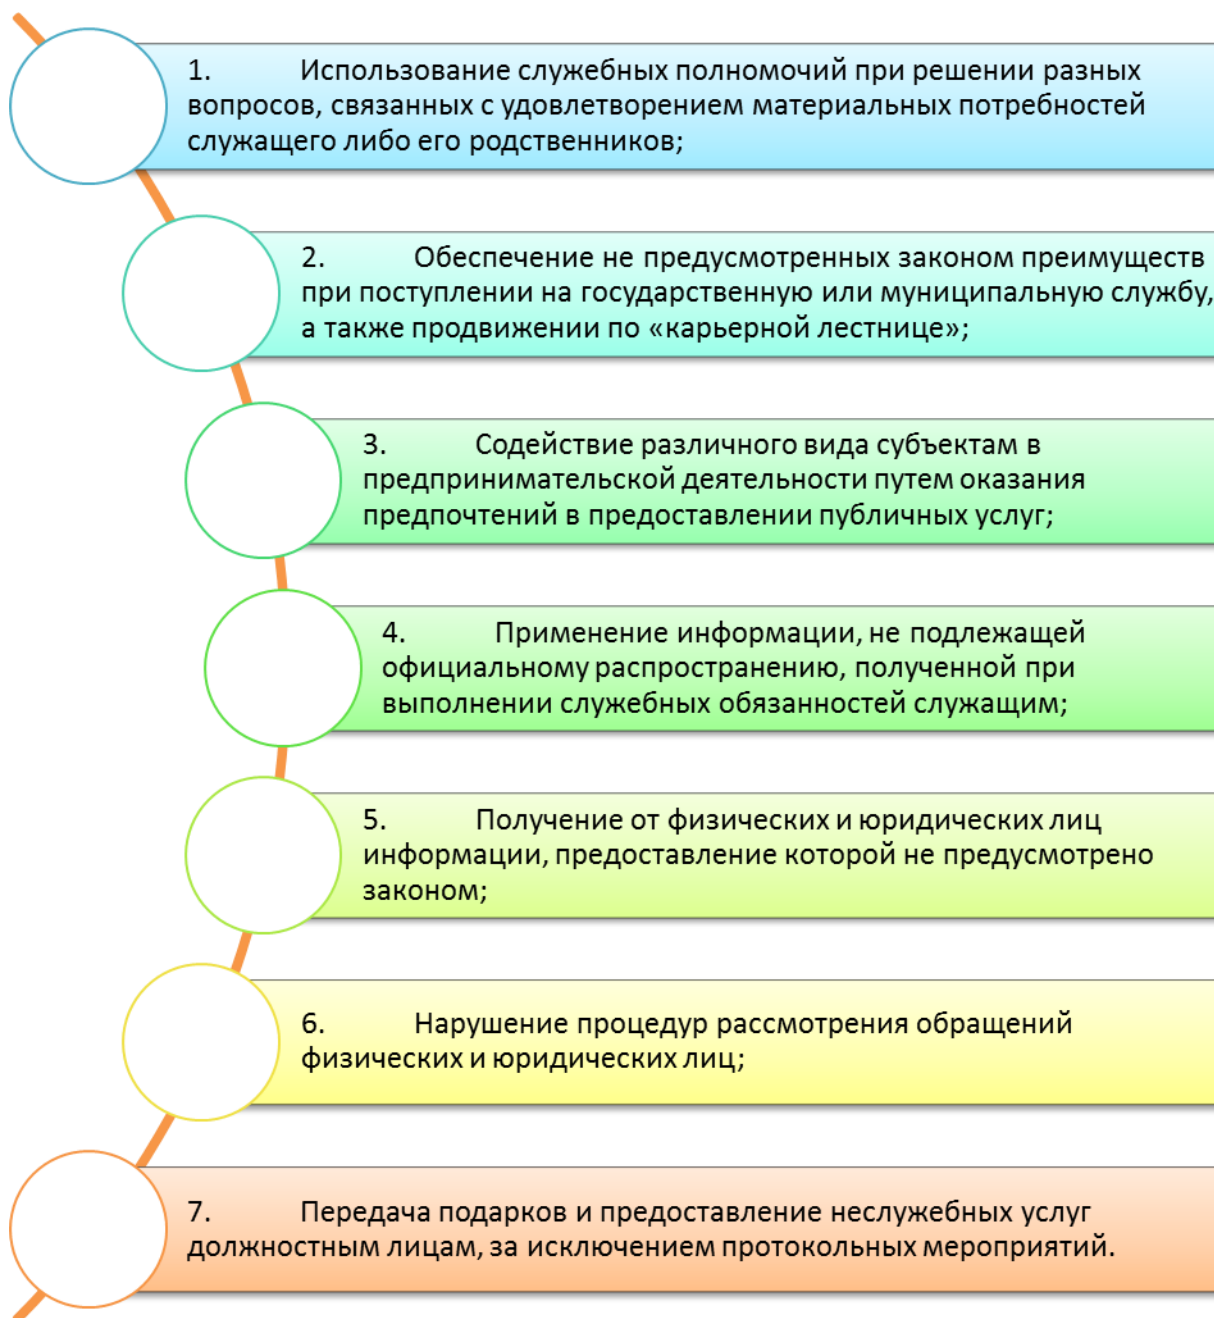 1. Использование служебных полномочий при решении разных
вопросов, связанных с удовлетворением материальных потребностей
служащего либо его родственников;
2. Обеспечение не предусмотренных законом преимуществ
при поступлении на государственную или муниципальную службу,
а также продвижении по «карьерной лестнице»;
3. Содействие различного вида субъектам в
предпринимательской деятельности путем оказания
предпочтений в предоставлении публичных услуг;
4. Применение информации, не подлежащей
официальному распространению, полученной при
выполнении служебных обязанностей служащим;
5. Получение от физических и юридических лиц
информации, предоставление которой не предусмотрено
законом;
6. Нарушение процедур рассмотрения обращений
физических и юридических лиц;
7. Передача подарков и предоставление неслужебных услуг
должностным лицам, за исключением протокольных мероприятий.